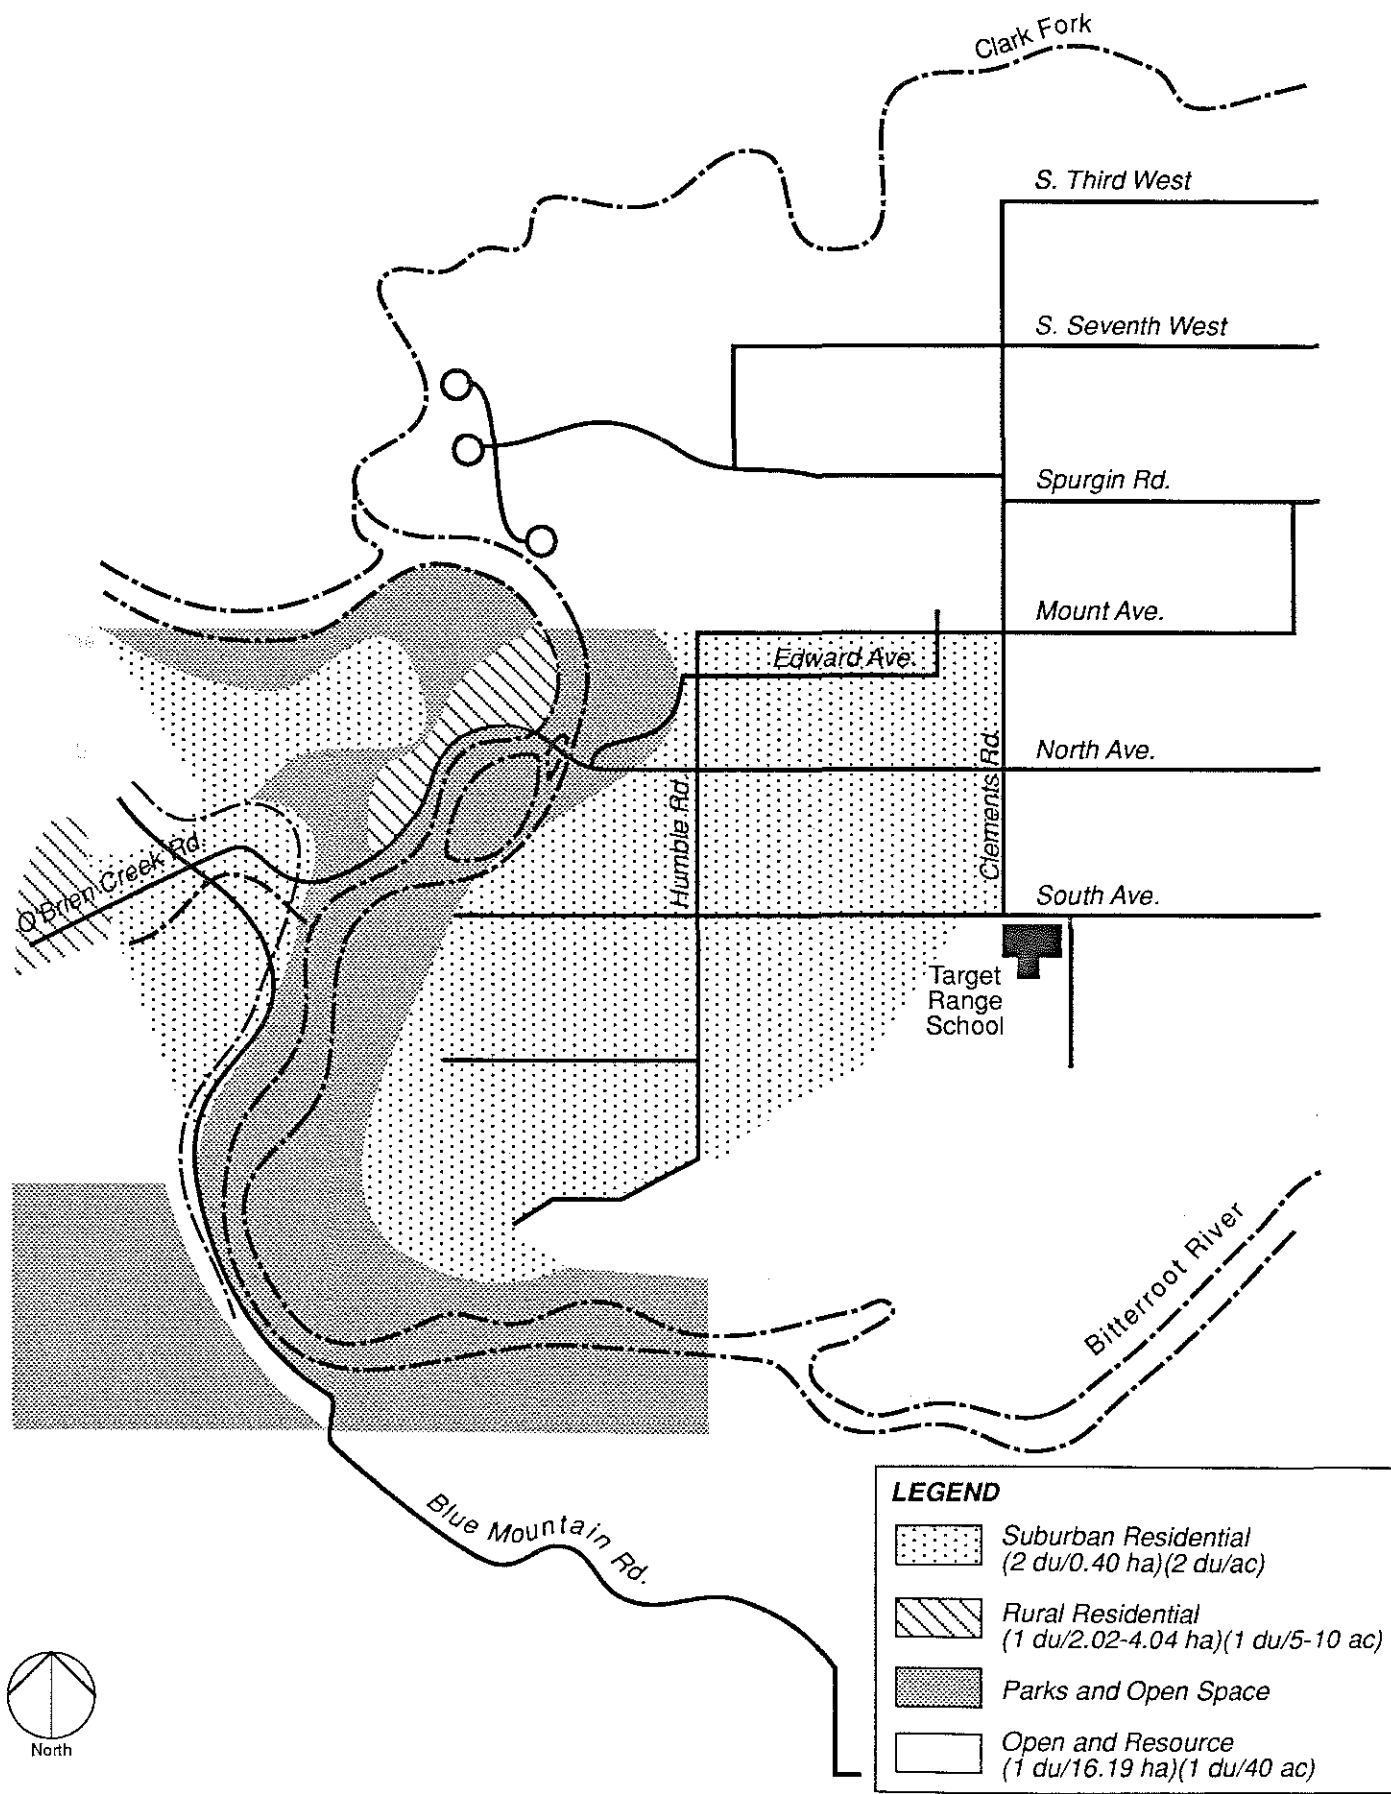 Clark Fork
S. Third West
S. Seventh West
Spurgin Rd.
Mount Ave.
Edward Ave.
North Ave.
Clements Rd.
Humble Rd.
O'Brien Creek Rd.
South Ave.
Target
Range
School
Bitterroot River
Blue Mountain Rd.
LEGEND
Suburban Residential
(2 du/0.40 ha)(2 du/ac)
Rural Residential
(1 du/2.02-4.04 ha)(1 du/5-10 ac)
Parks and Open Space
Open and Resource
(1 du/16.19 ha)(1 du/40 ac)
North